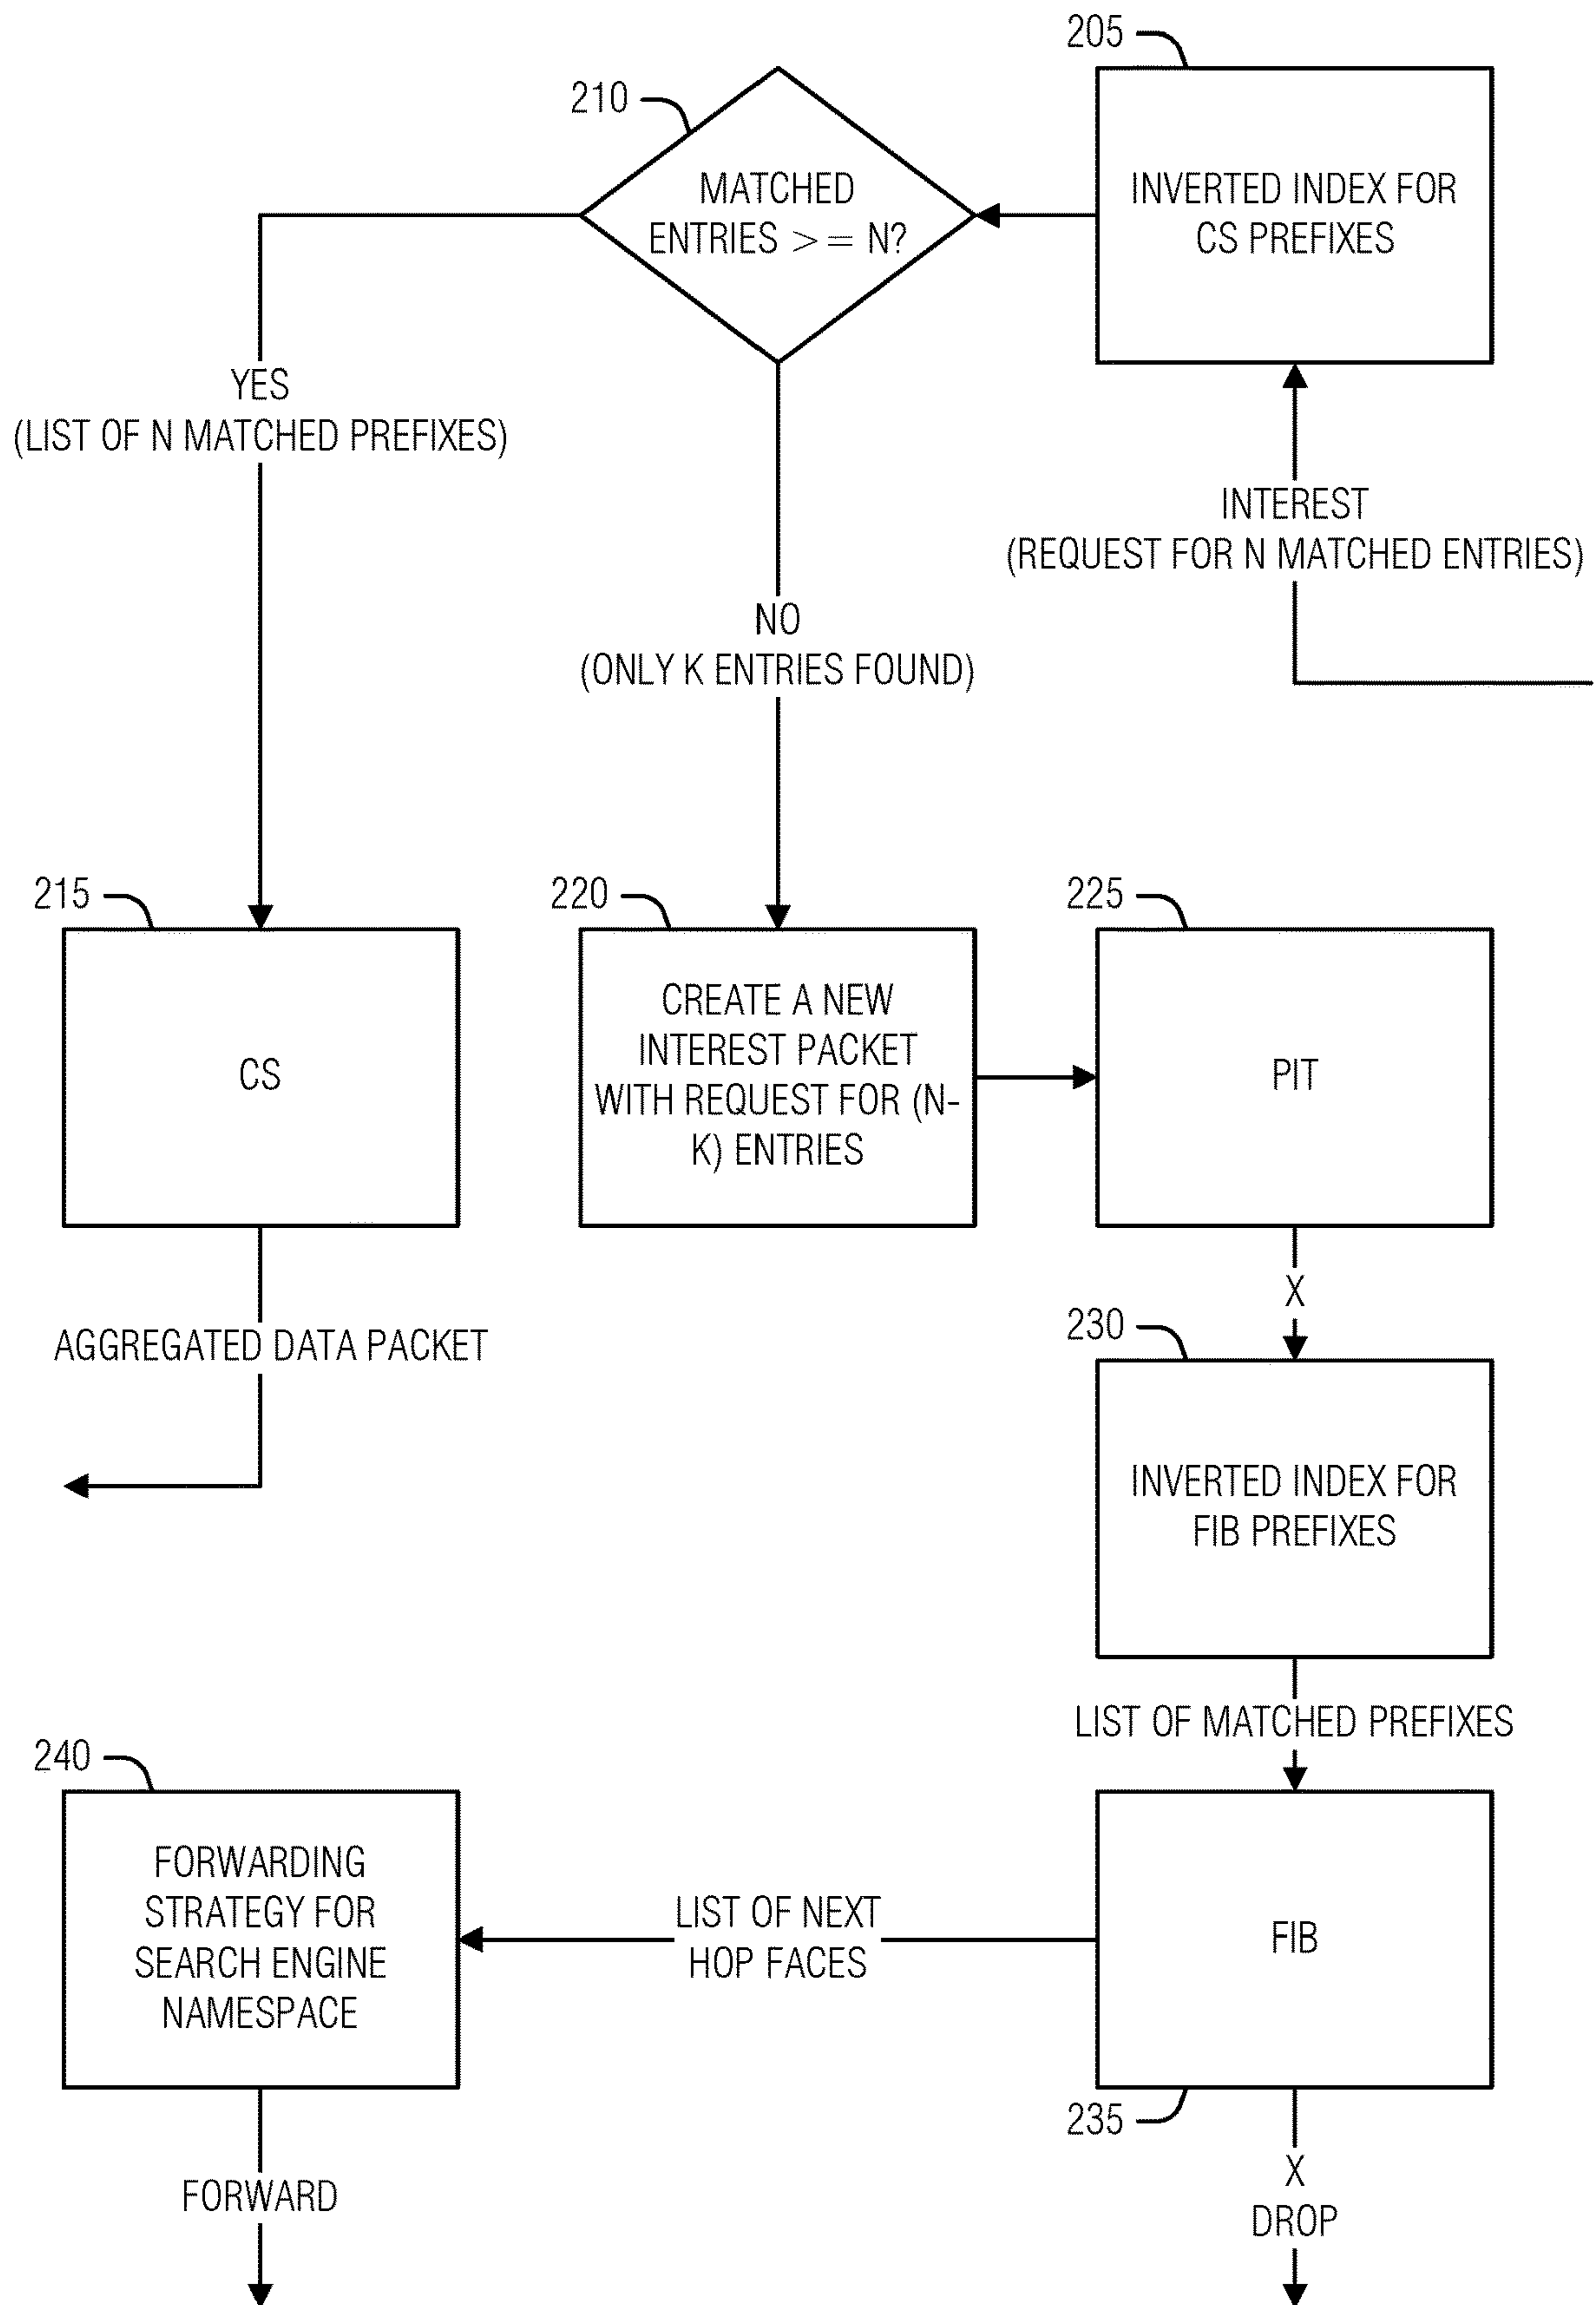 205
210
MATCHED
ENTRIES >= N?
INVERTED INDEX FOR
CS PREFIXES
YES
(LIST OF N MATCHED PREFIXES)
INTEREST
(REQUEST FOR N MATCHED ENTRIES)
NO
(ONLY K ENTRIES FOUND)
215
220
225
CS
CREATE A NEW
INTEREST PACKET
WITH REQUEST FOR (N-
K) ENTRIES
PIT
X
AGGREGATED DATA PACKET
230
INVERTED INDEX FOR
FIB PREFIXES
LIST OF MATCHED PREFIXES
240
FORWARDING
STRATEGY FOR
SEARCH ENGINE
NAMESPACE
LIST OF NEXT
HOP FACES
FIB
235
FORWARD
X
DROP